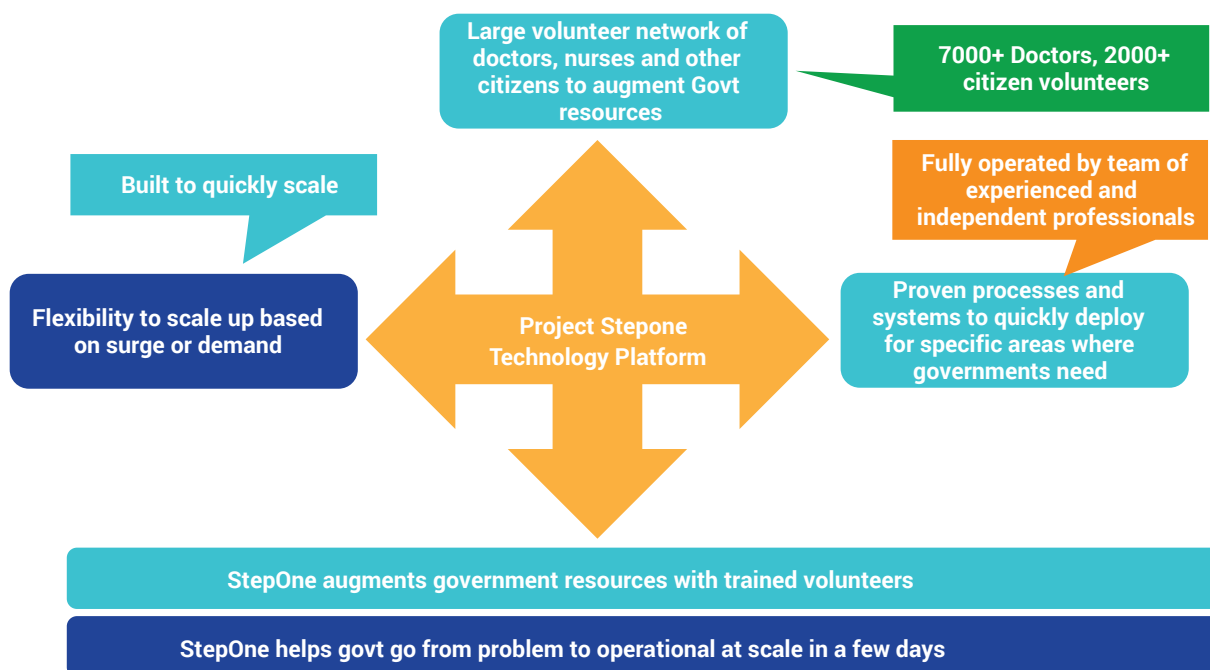 Large volunteer network of
doctors, nurses and other
citizens to augment Govt
resources
7000+ Doctors, 2000+
citizen volunteers
Built to quickly scale
Fully operated by team of
experienced and
independent professionals
Flexibility to scale up based
on surge or demand
Project Stepone
Technology Platform
Proven processes and
systems to quickly deploy
for specific areas where
governments need
StepOne augments government resources with trained volunteers
StepOne helps govt go from problem to operational at scale in a few days